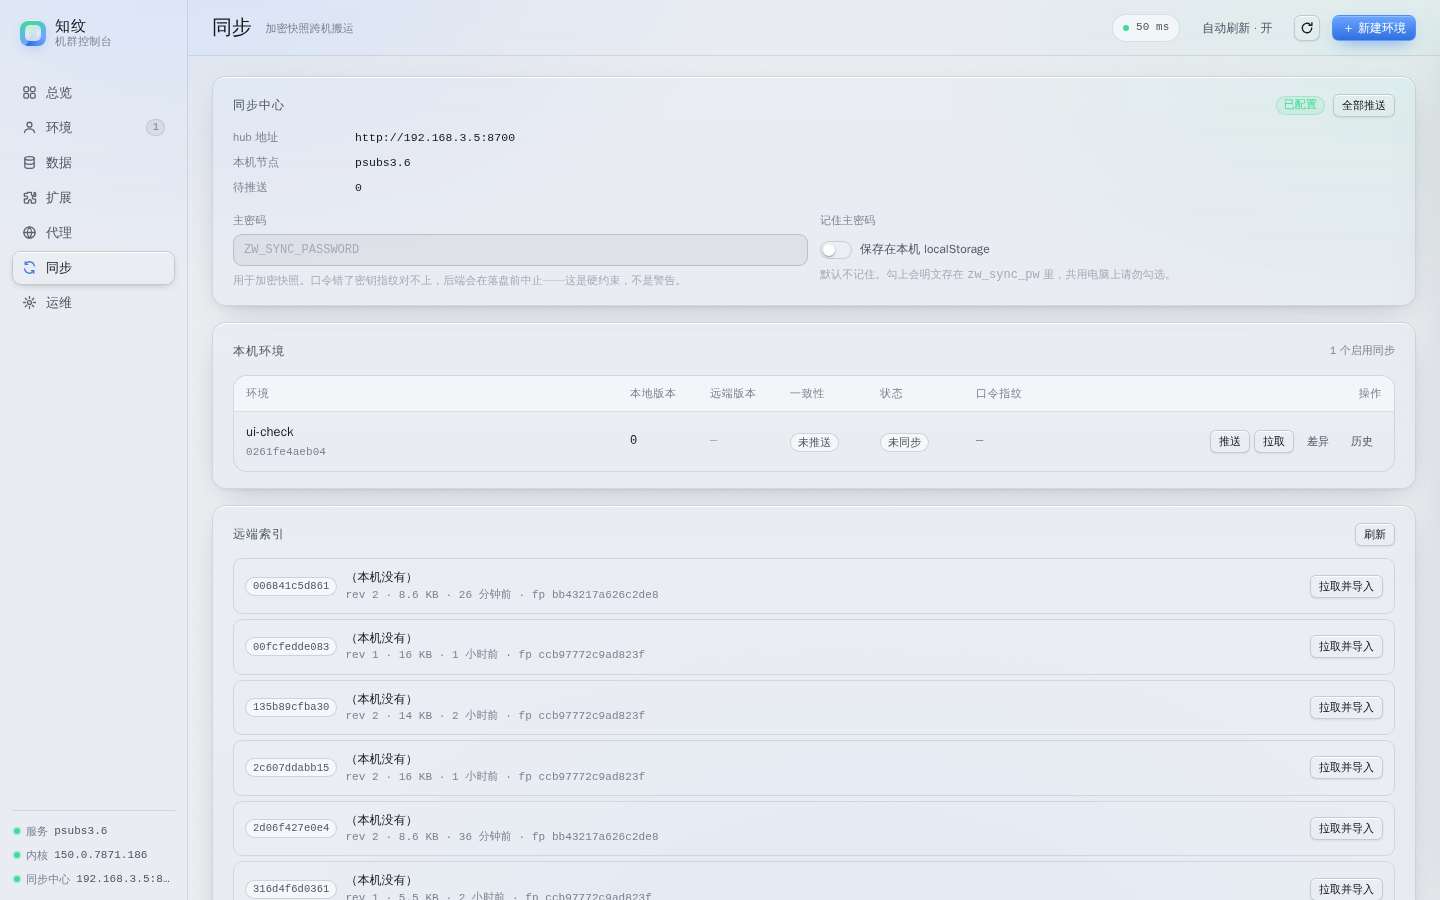 知纹
机群控制台
总览
环境 1
数据
扩展
代理
同步
运维
服务 psubs3.6
内核 150.0.7871.186
同步中心 192.168.3.5:8…
同步 加密快照跨机搬运
50 ms
自动刷新 · 开
+ 新建环境
同步中心
已配置 全部推送
hub 地址 http://192.168.3.5:8700
本机节点 psubs3.6
待推送 0
主密码
ZW_SYNC_PASSWORD
用于加密快照。口令错了密钥指纹对不上，后端会在落盘前中止——这是硬约束，不是警告。
记住主密码
保存在本机 localStorage
默认不记住。勾上会明文存在 zw_sync_pw 里，共用电脑上请勿勾选。
本机环境 1 个启用同步
环境 本地版本 远端版本 一致性 状态 口令指纹 操作
ui-check
0261fe4aeb04
0 — 未推送 未同步 — 推送 拉取 差异 历史
远端索引 刷新
006841c5d861 （本机没有） 拉取并导入
rev 2 · 8.6 KB · 26 分钟前 · fp bb43217a626c2de8
00fcfedde083 （本机没有） 拉取并导入
rev 1 · 16 KB · 1 小时前 · fp ccb97772c9ad823f
135b89cfba30 （本机没有） 拉取并导入
rev 2 · 14 KB · 2 小时前 · fp ccb97772c9ad823f
2c607ddabb15 （本机没有） 拉取并导入
rev 2 · 16 KB · 1 小时前 · fp ccb97772c9ad823f
2d06f427e0e4 （本机没有） 拉取并导入
rev 2 · 8.6 KB · 36 分钟前 · fp bb43217a626c2de8
316d4f6d0361 （本机没有） 拉取并导入
rev 1 · 5.5 KB · 2 小时前 · fp ccb97772c9ad823f